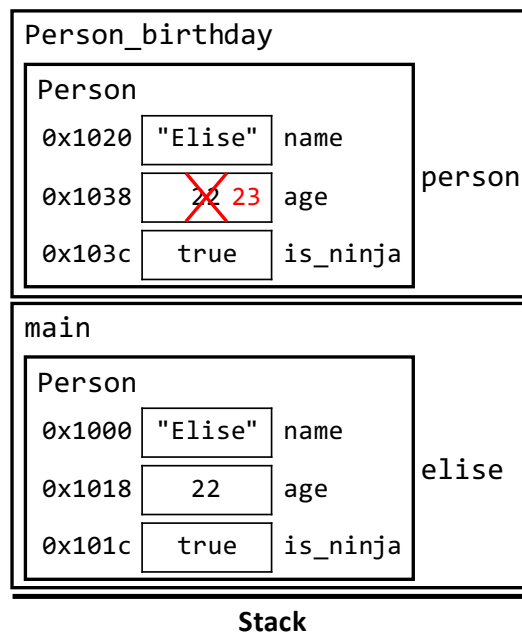 Person_birthday
Person
0x1020 "Elise" name
0x1038 22 23 age
person
0x103c true is_ninja
main
Person
0x1000 "Elise" name
elise
0x1018 22 age
0x101c true is_ninja
Stack